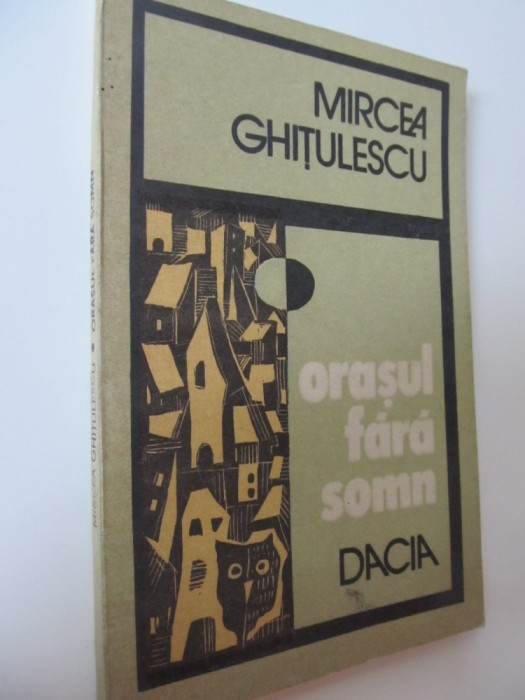 MIRCEA
GHIȚULESCU
orașul
fără
somn
DACIA
MIRCEA GHIȚULESCU • ORAȘUL FĂRĂ SOMN